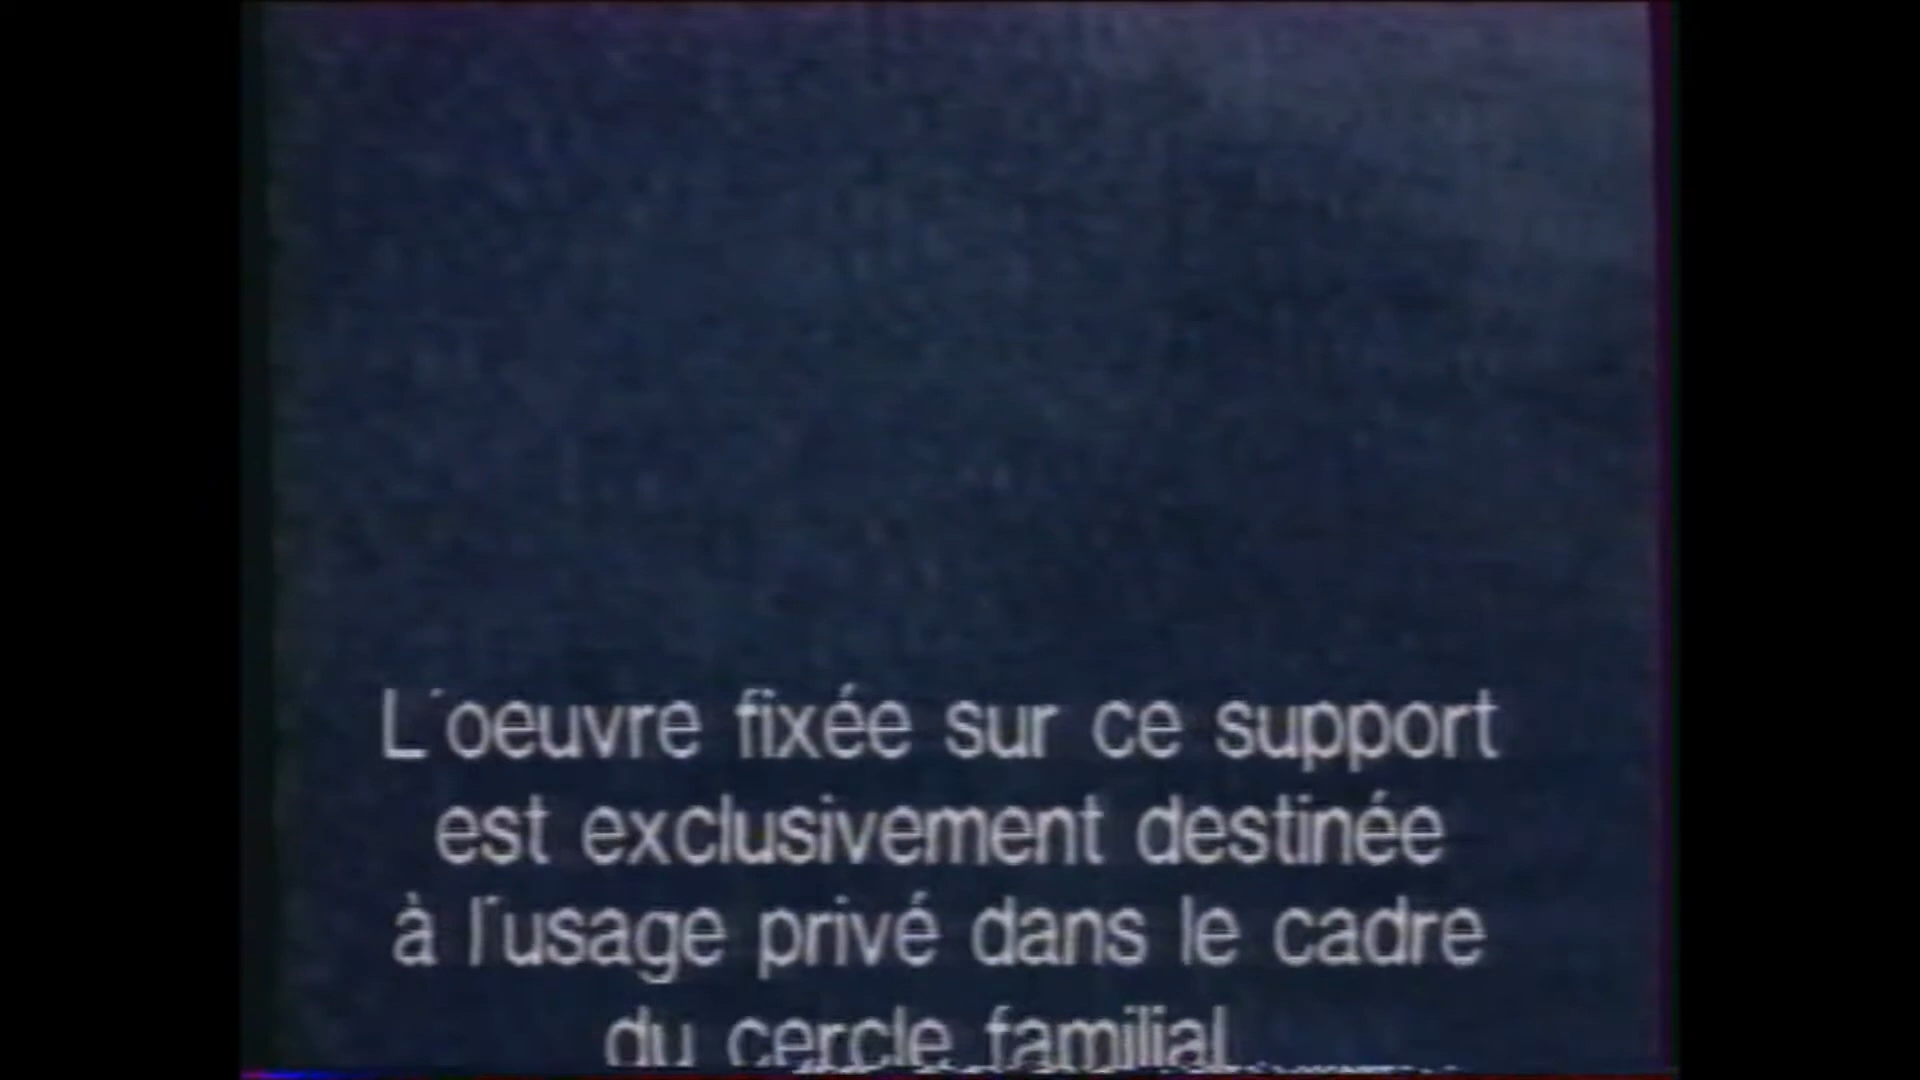 L'oeuvre fixée sur ce support
est exclusivement destinée
à l'usage privé dans le cadre
du cercle familial